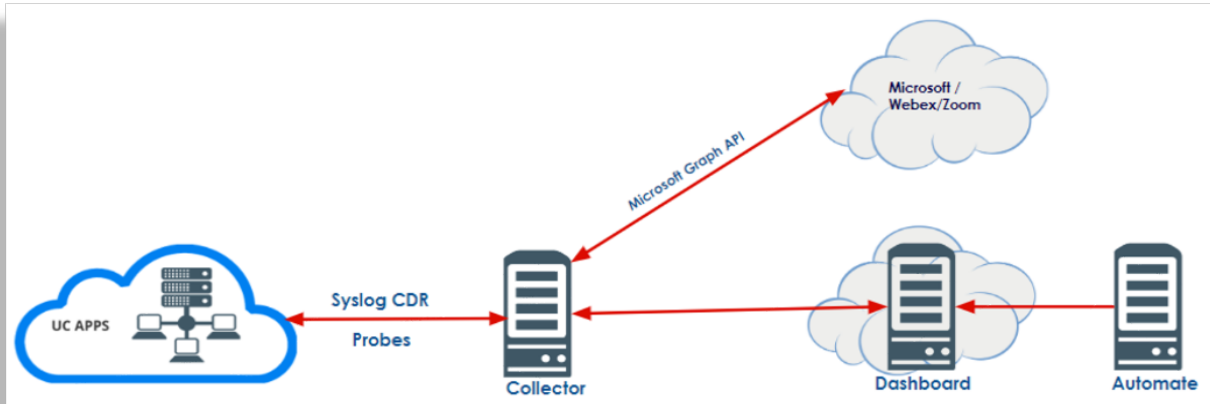 Microsoft /
Webex/Zoom
Microsoft Graph API
UC APPS
Syslog CDR
Probes
Collector
Dashboard
Automate